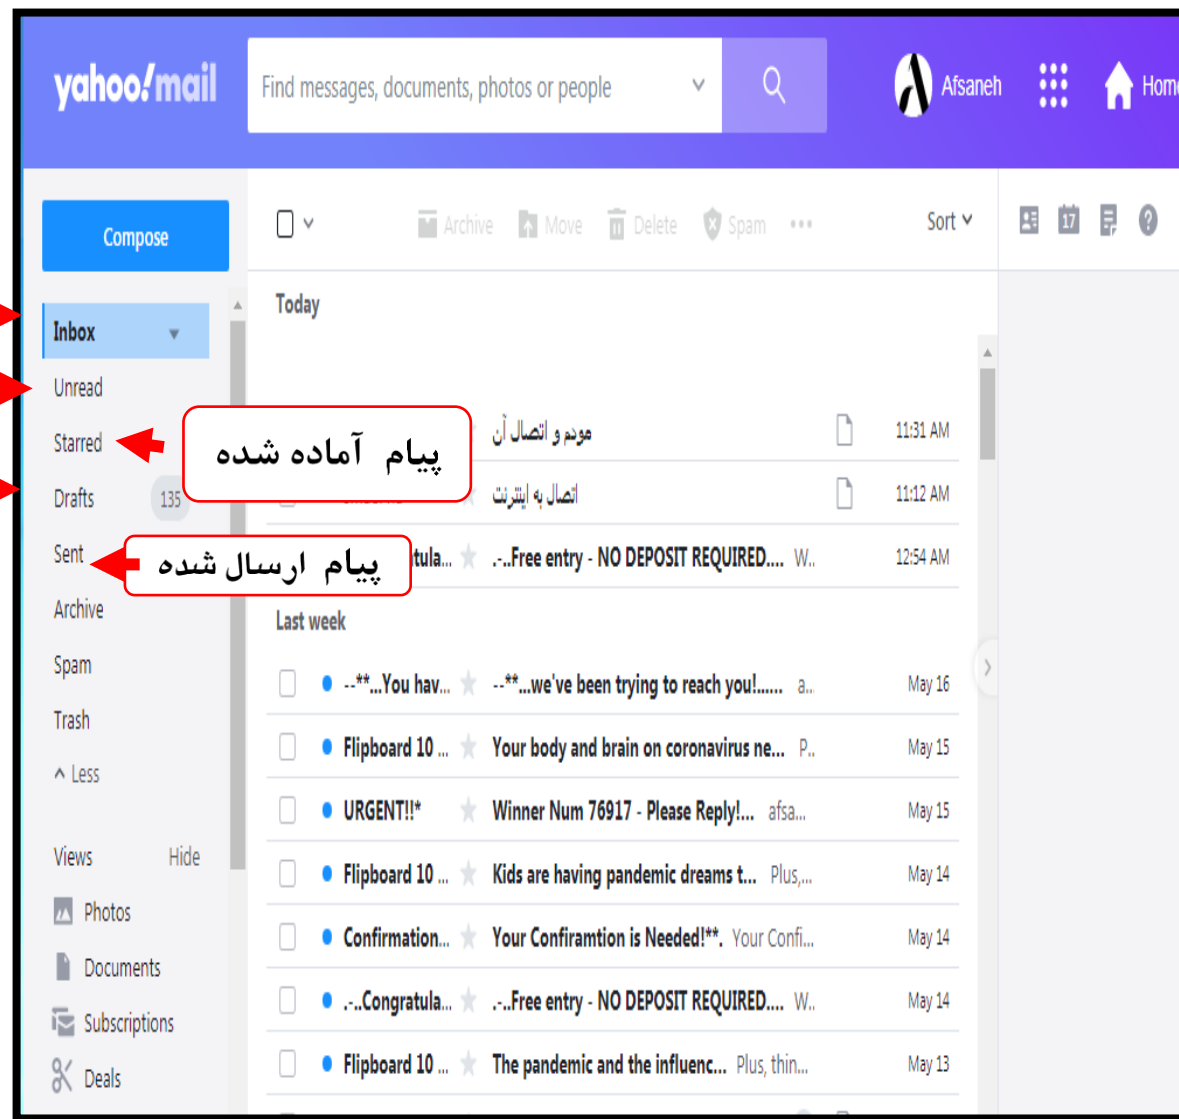 yahoo!mail
Find messages, documents, photos or people
Afsaneh
Home
Compose
Archive Move Delete Spam
Sort
17
Inbox
Today
Unread
Starred
پیام آماده شده
مودم و اتصال آن
11:31 AM
Drafts 135
اتصال به اینترنت
11:12 AM
Sent
پیام ارسال شده
tula... .-..Free entry - NO DEPOSIT REQUIRED.... W.. 12:54 AM
Archive
Last week
Spam
--**...You hav... --**...we've been trying to reach you!...... a.. May 16
Trash
Flipboard 10 ... Your body and brain on coronavirus ne... P.. May 15
Less
URGENT!!* Winner Num 76917 - Please Reply!... afsa... May 15
Views Hide
Flipboard 10 ... Kids are having pandemic dreams t... Plus,... May 14
Photos
Confirmation... Your Confiramtion is Needed!**. Your Confi... May 14
Documents
.-..Congratula... .-..Free entry - NO DEPOSIT REQUIRED.... W.. May 14
Subscriptions
Flipboard 10 ... The pandemic and the influenc... Plus, thin... May 13
Deals